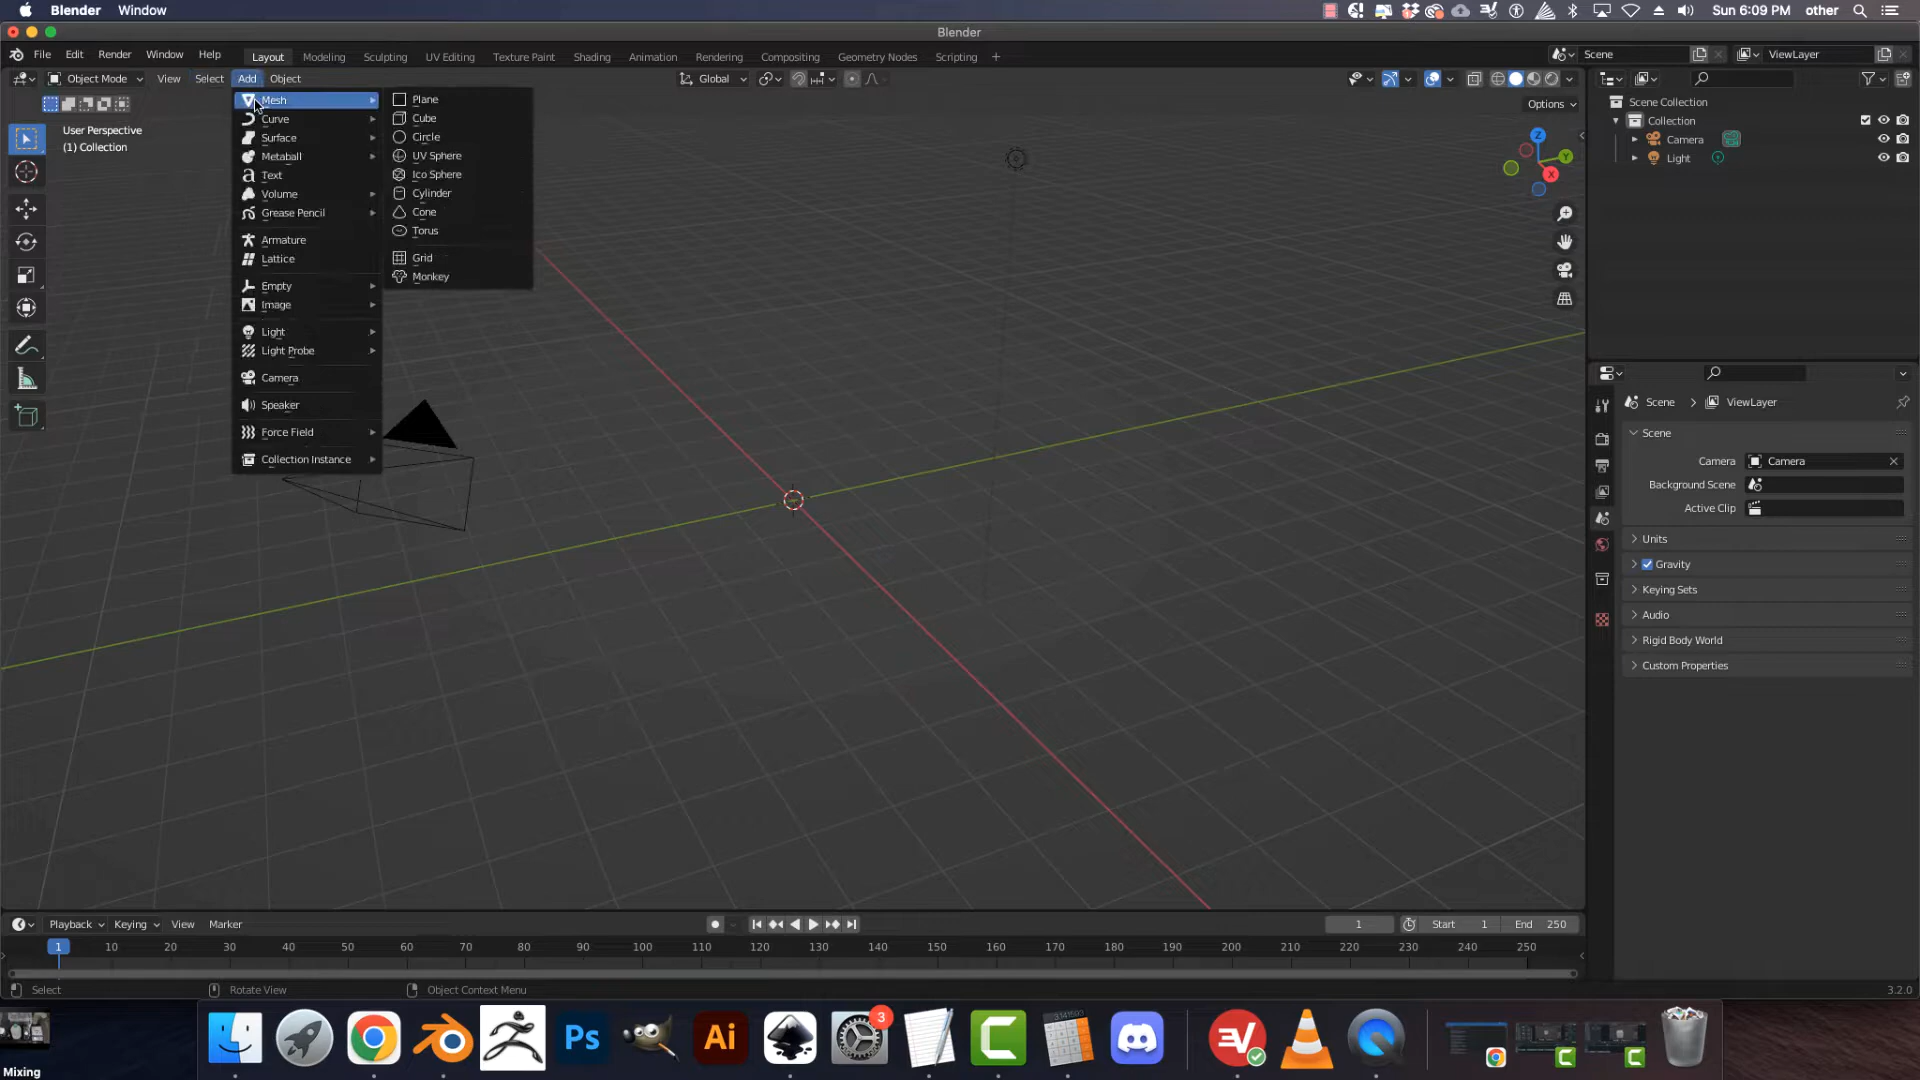 Blender Window Sun 6:09 PM other
Blender
File Edit Render Window Help Layout Modeling Sculpting UV Editing Texture Paint Shading Animation Rendering Compositing Geometry Nodes Scripting + Scene ViewLayer
Object Mode View Select Add Object Global
Options
User Perspective
(1) Collection
Mesh
Curve
Surface
Metaball
Text
Volume
Grease Pencil
Armature
Lattice
Empty
Image
Light
Light Probe
Camera
Speaker
Force Field
Collection Instance
Plane
Cube
Circle
UV Sphere
Ico Sphere
Cylinder
Cone
Torus
Grid
Monkey
Z
Y
X
Scene Collection
Collection
Camera
Light
Scene > ViewLayer
Scene
Camera Camera
Background Scene
Active Clip
Units
Gravity
Keying Sets
Audio
Rigid Body World
Custom Properties
Playback Keying View Marker 1 Start 1 End 250
1 10 20 30 40 50 60 70 80 90 100 110 120 130 140 150 160 170 180 190 200 210 220 230 240 250
Select Rotate View Object Context Menu 3.2.0
Ps Ai 3 3.141500
Mixing